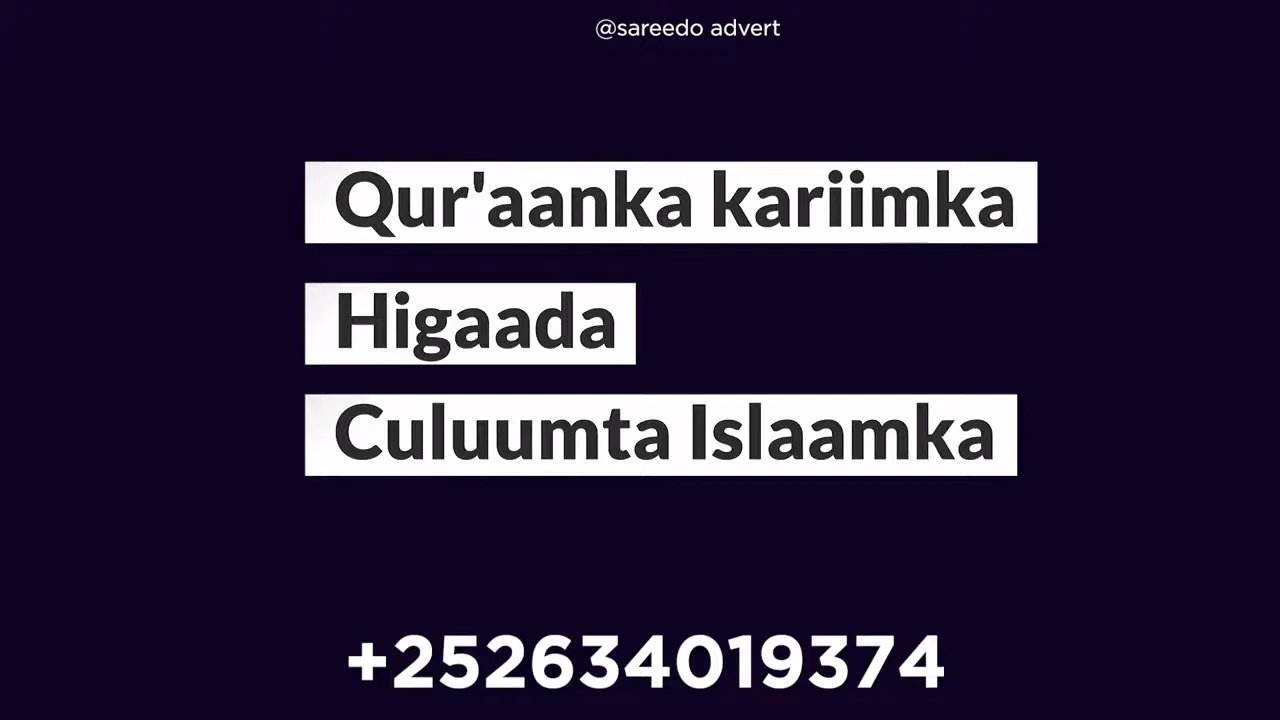 @sareedo advert
Qur'aanka kariimka
Higaada
Culuumta Islaamka
+252634019374